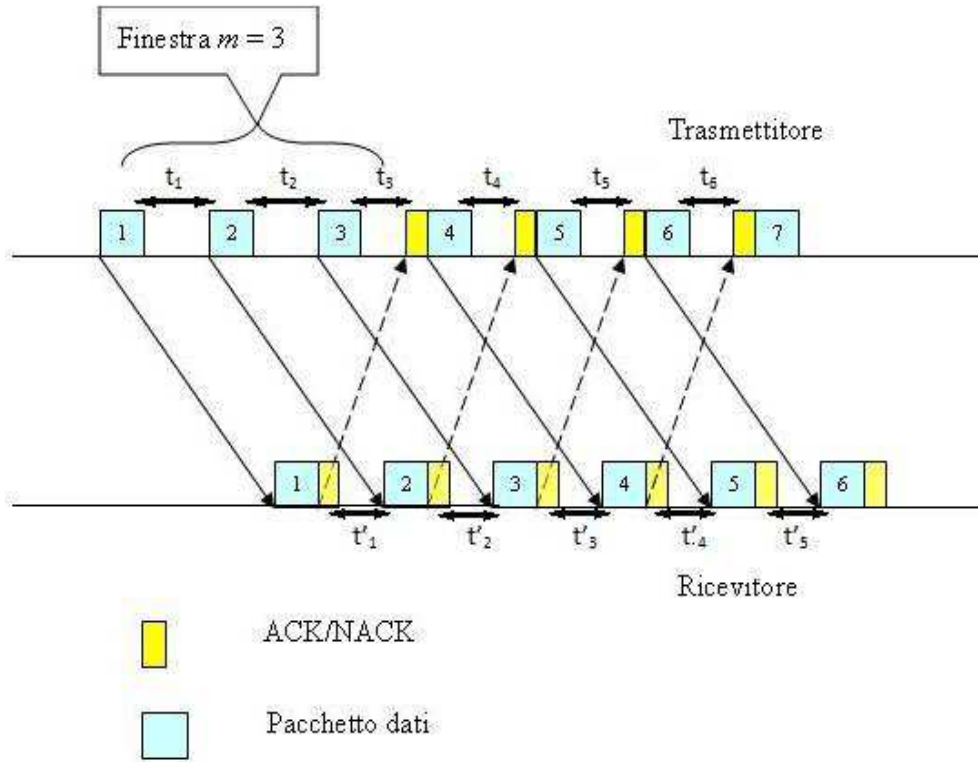 Finestra m = 3
Trasmettitore
t1 t2 t3 t4 t5 t6
1 2 3 4 5 6 7
1 2 3 4 5 6
t'1 t'2 t'3 t'4 t'5
Ricevitore
ACK/NACK
Pacchetto dati